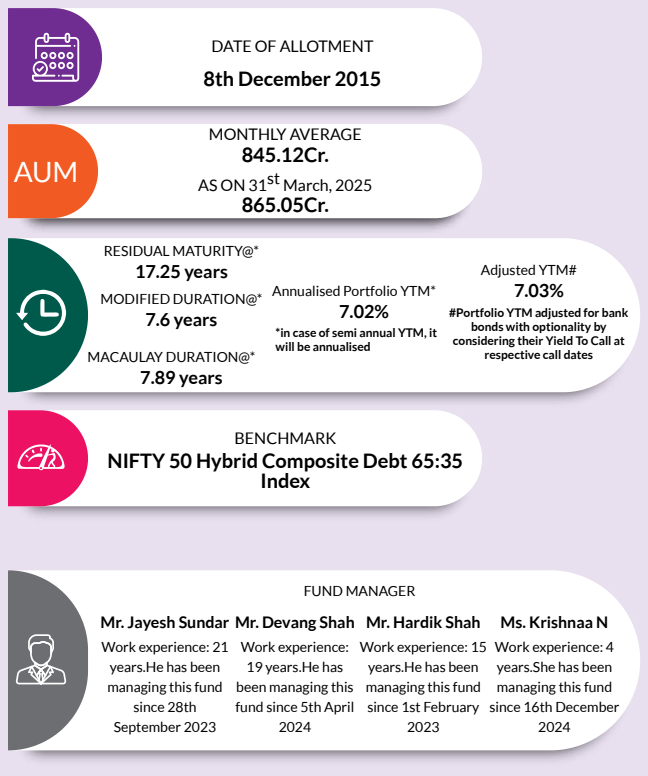 DATE OF ALLOTMENT
8th December 2015
AUM
MONTHLY AVERAGE
845.12Cr.
AS ON 31st March, 2025
865.05Cr.
RESIDUAL MATURITY@*
17.25 years
MODIFIED DURATION@*
7.6 years
MACAULAY DURATION@*
7.89 years
Annualised Portfolio YTM*
7.02%
*in case of semi annual YTM, it
will be annualised
Adjusted YTM#
7.03%
#Portfolio YTM adjusted for bank
bonds with optionality by
considering their Yield To Call at
respective call dates
BENCHMARK
NIFTY 50 Hybrid Composite Debt 65:35
Index
FUND MANAGER
Mr. Jayesh Sundar
Work experience: 21
years.He has been
managing this fund
since 28th
September 2023
Mr. Devang Shah
Work experience:
19 years.He has
been managing this
fund since 5th April
2024
Mr. Hardik Shah
Work experience: 15
years.He has been
managing this fund
since 1st February
2023
Ms. Krishnaa N
Work experience: 4
years.She has been
managing this fund
since 16th December
2024